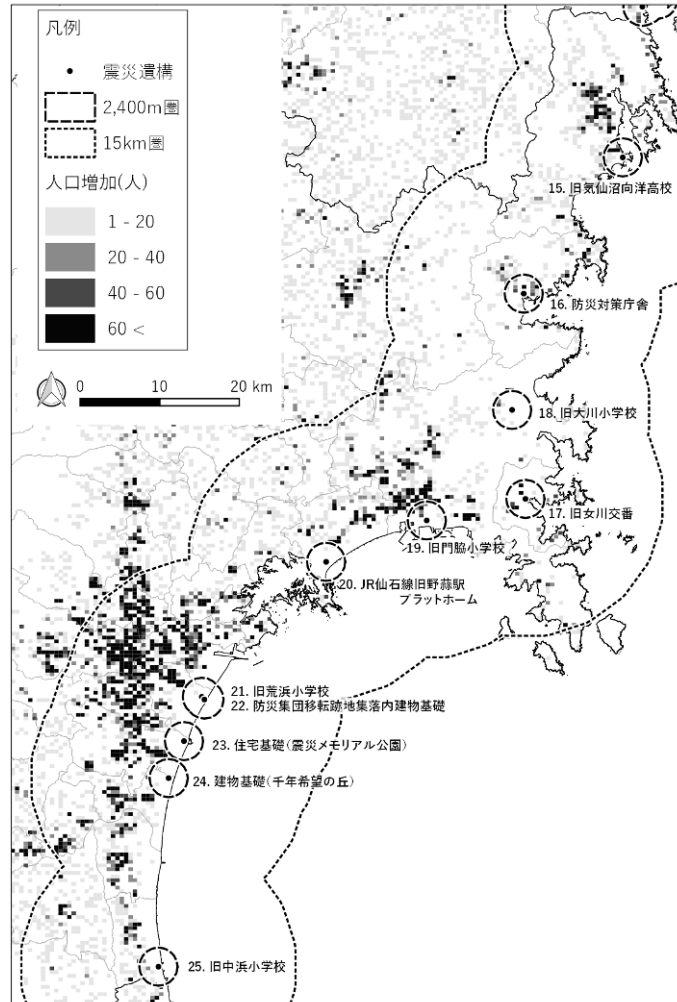 凡例
震災遺構
2,400m圏
15km圏
人口増加(人)
1 - 20
20 - 40
40 - 60
60 <
0 10 20 km
15. 旧気仙沼向洋高校
16. 防災対策庁舎
18. 旧大川小学校
17. 旧女川交番
19. 旧門脇小学校
20. JR仙石線旧野蒜駅
プラットホーム
21. 旧荒浜小学校
22. 防災集団移転跡地集落内建物基礎
23. 住宅基礎(震災メモリアル公園)
24. 建物基礎(千年希望の丘)
25. 旧中浜小学校